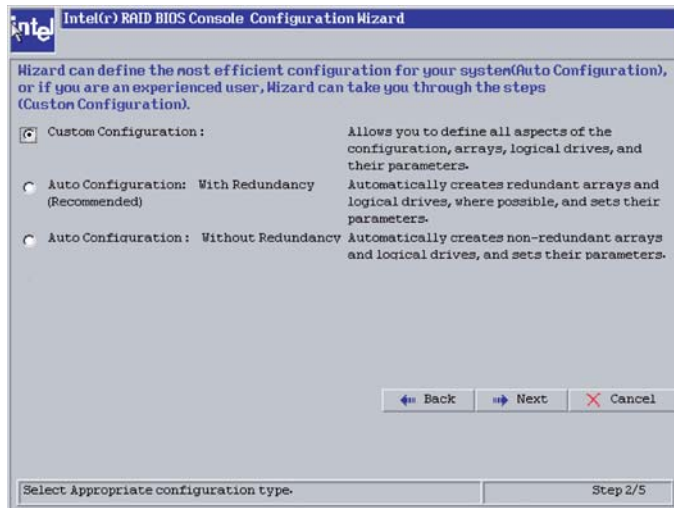 intel
Intel(r) RAID BIOS Console Configuration Wizard
Wizard can define the most efficient configuration for your system(Auto Configuration),
or if you are an experienced user, Wizard can take you through the steps
(Custom Configuration).
Custom Configuration:
Allows you to define all aspects of the
configuration, arrays, logical drives, and
their parameters.
Auto Configuration: With Redundancy
(Recommended)
Automatically creates redundant arrays and
logical drives, where possible, and sets their
parameters.
Auto Configuration: Without Redundancy
Automatically creates non-redundant arrays
and logical drives, and sets their parameters.
Back
Next
Cancel
Select Appropriate configuration type.
Step 2/5